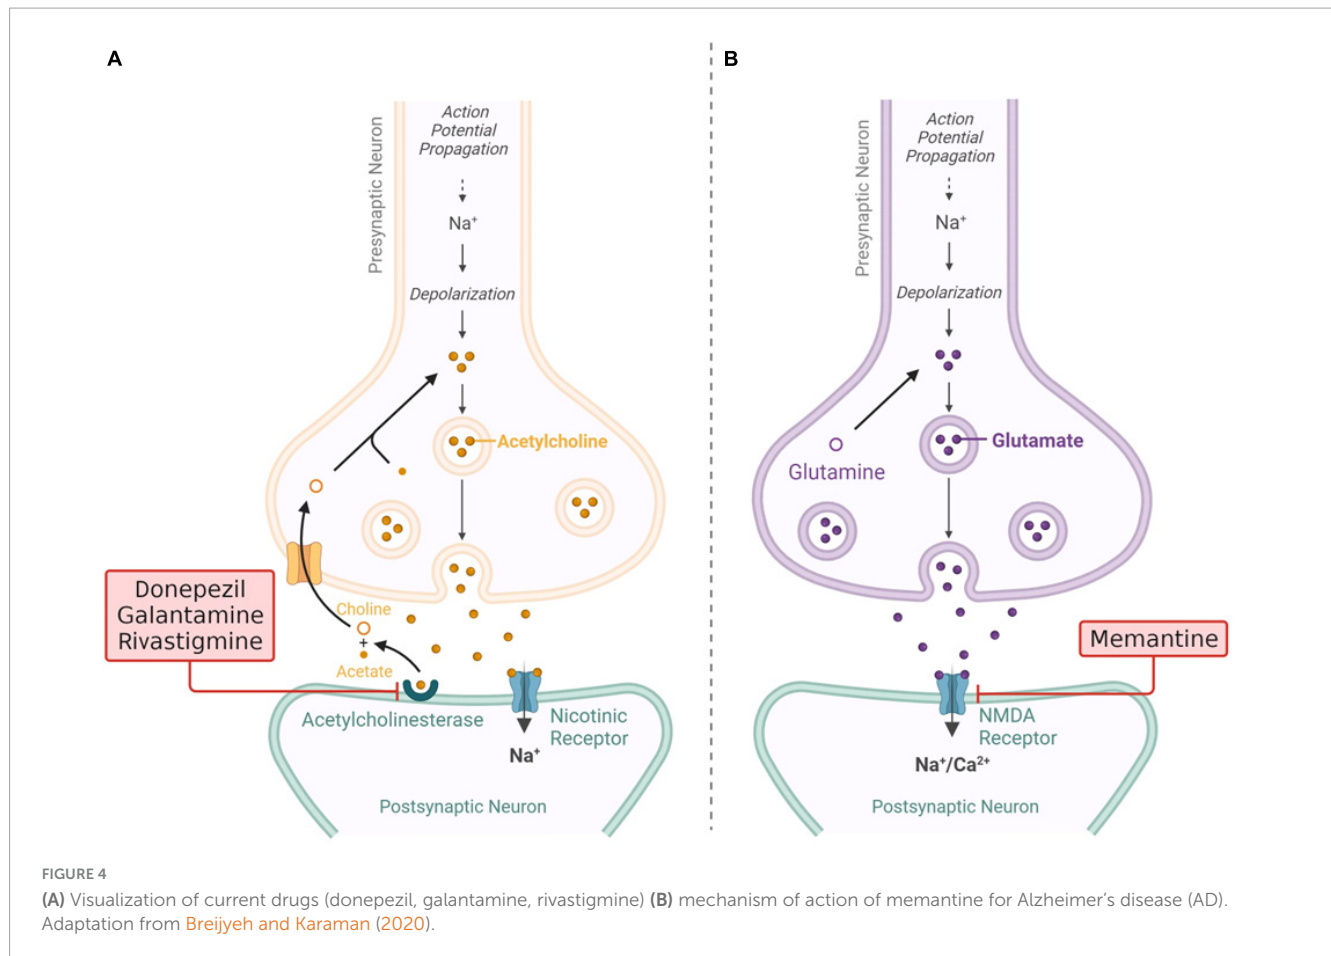 A
Presynaptic Neuron
Action
Potential
Propagation
Na⁺
Depolarization
Acetylcholine
Donepezil
Galantamine
Rivastigmine
Choline
+
Acetate
Acetylcholinesterase
Nicotinic
Receptor
Na⁺
Postsynaptic Neuron
B
Presynaptic Neuron
Action
Potential
Propagation
Na⁺
Depolarization
Glutamate
Glutamine
Memantine
NMDA
Receptor
Na⁺/Ca²⁺
Postsynaptic Neuron
FIGURE 4
(A) Visualization of current drugs (donepezil, galantamine, rivastigmine) (B) mechanism of action of memantine for Alzheimer’s disease (AD).
Adaptation from Breijyeh and Karaman (2020).